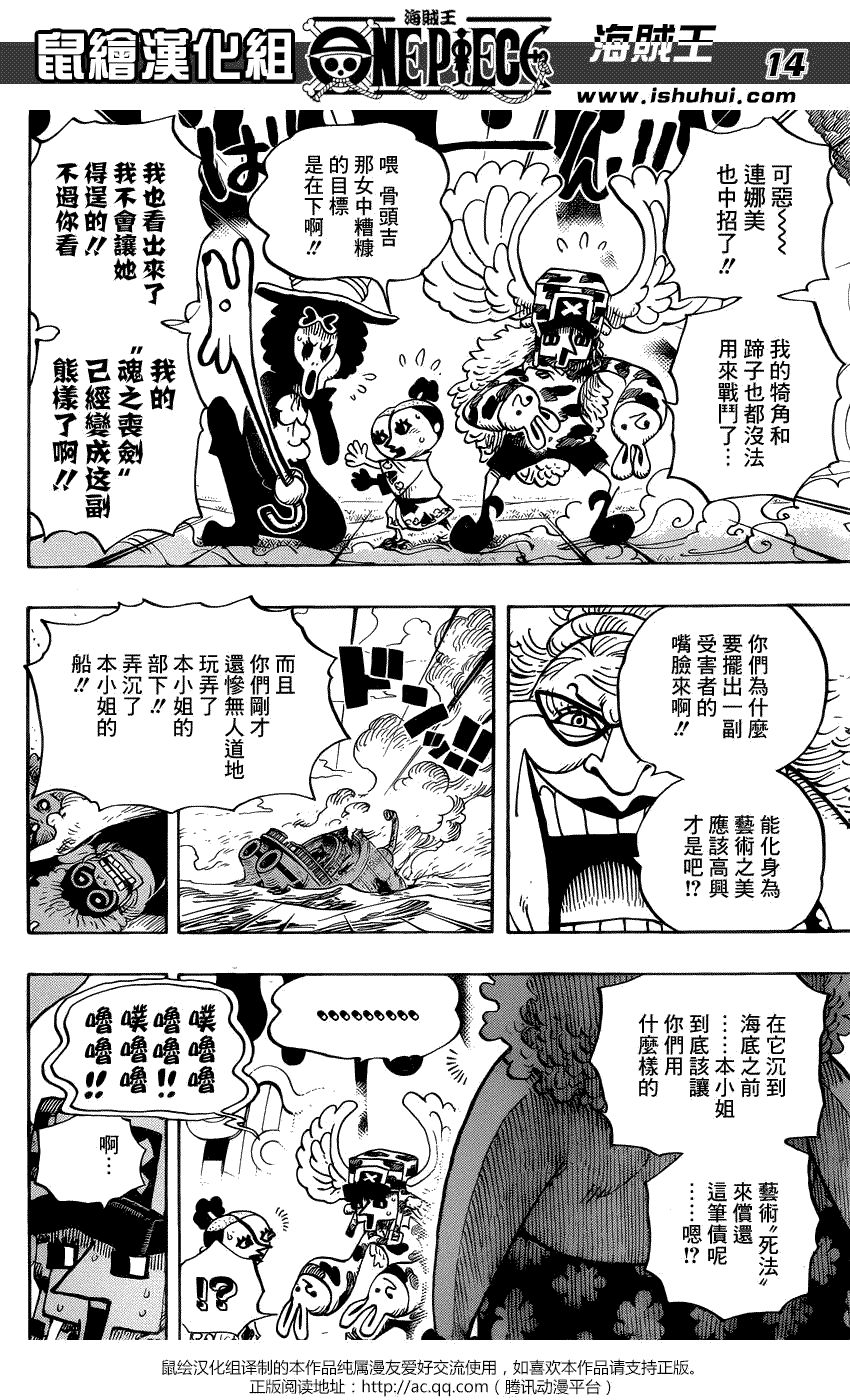 鼠繪漢化組
海賊王
ONE PIECE
海賊王
14
www.ishuhui.com
可惡～～
連娜美
也中招了!!
我的犄角和
蹄子也都沒法
用來戰鬥了…
喂 骨頭吉
那女中糟糠
的目標
是在下啊!!
ばん
我也看出來了
我不會讓她
得逞的!!
不過你看
我的
“魂之喪劍”
已經變成这副
熊樣了啊!!
你們為什麼
要擺出一副
受害者的
嘴臉來啊!!
能化身為
藝術之美
應該高興
才是吧!?
而且
你們剛才
還慘無人道地
玩弄了
本小姐的
部下!!
弄沉了
本小姐的
船!!
ドドォン!!
在它沉到
海底之前
……本小姐
到底該讓
你們用
什麼樣的
藝術“死法”
來償還
這筆債呢
……嗯!?
………
!?
噗嚕嚕嚕
嚕嚕嚕!!
噗嚕嚕
嚕嚕嚕!!
啊…
鼠绘汉化组译制的本作品纯属漫友爱好交流使用，如喜欢本作品请支持正版。
正版阅读地址：http://ac.qq.com（腾讯动漫平台）